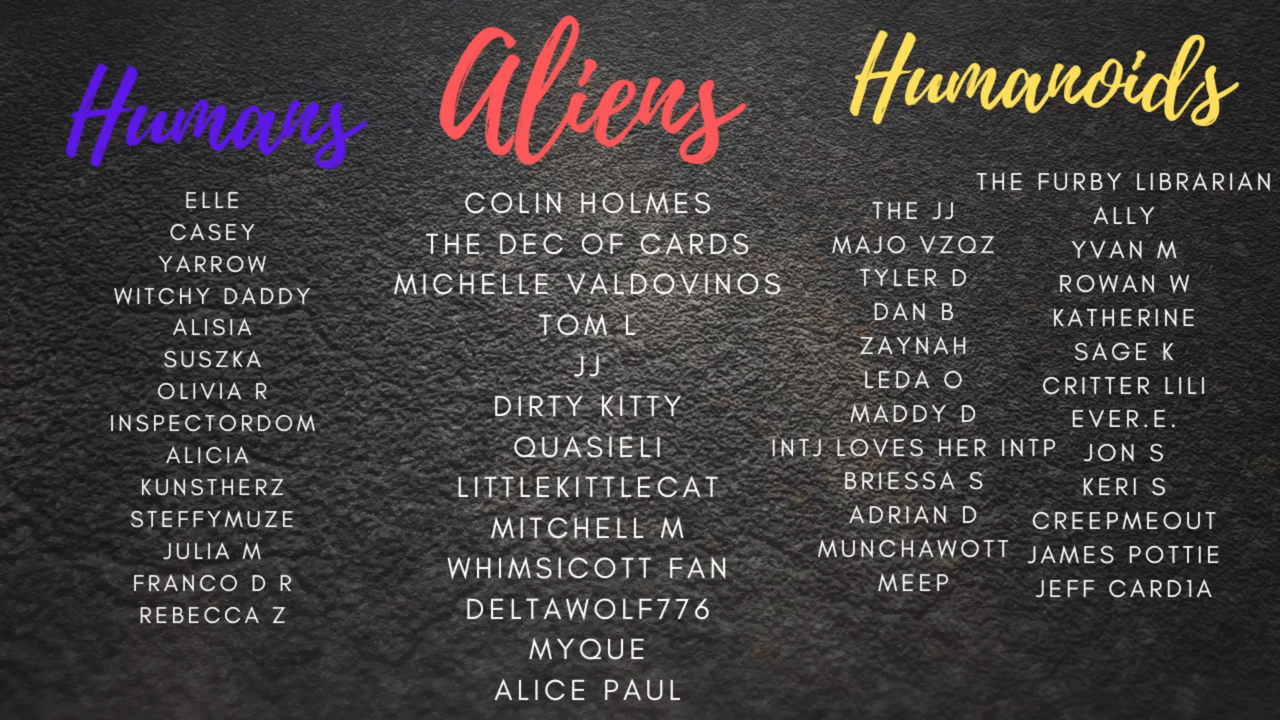 Humans
ELLE
CASEY
YARROW
WITCHY DADDY
ALISIA
SUSZKA
OLIVIA R
INSPECTORDOM
ALICIA
KUNSTHERZ
STEFFYMUZE
JULIA M
FRANCO D R
REBECCA Z
Aliens
COLIN HOLMES
THE DEC OF CARDS
MICHELLE VALDOVINOS
TOM L
JJ
DIRTY KITTY
QUASIELI
LITTLEKITTLECAT
MITCHELL M
WHIMSICOTT FAN
DELTAWOLF776
MYQUE
ALICE PAUL
Humanoids
THE JJ
MAJO VZQZ
TYLER D
DAN B
ZAYNAH
LEDA O
MADDY D
INTJ LOVES HER INTP
BRIESSA S
ADRIAN D
MUNCHAWOTT
MEEP
THE FURBY LIBRARIAN
ALLY
YVAN M
ROWAN W
KATHERINE
SAGE K
CRITTER LILI
EVER.E.
JON S
KERI S
CREEPMEOUT
JAMES POTTIE
JEFF CARD1A